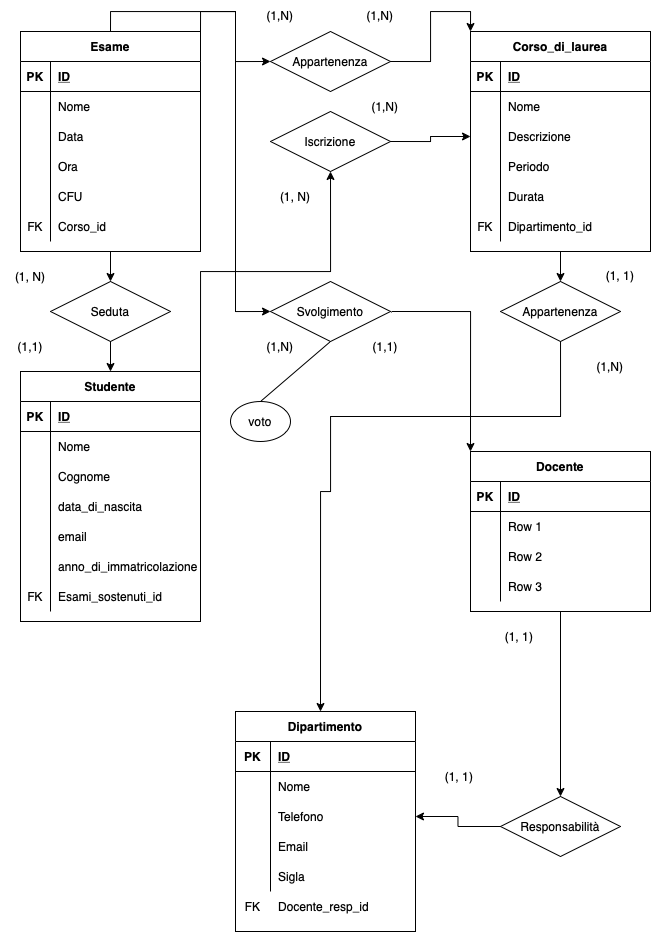 (1,N)
(1,N)
Esame
PK ID
Nome
Data
Ora
CFU
FK Corso_id
Appartenenza
Corso_di_laurea
PK ID
Nome
Descrizione
Periodo
Durata
FK Dipartimento_id
(1,N)
Iscrizione
(1, N)
(1, N)
Seduta
(1,1)
Svolgimento
(1,N)
(1,1)
voto
(1, 1)
Appartenenza
(1,N)
Studente
PK ID
Nome
Cognome
data_di_nascita
email
anno_di_immatricolazione
FK Esami_sostenuti_id
Docente
PK ID
Row 1
Row 2
Row 3
(1, 1)
Dipartimento
PK ID
Nome
Telefono
Email
Sigla
FK Docente_resp_id
(1, 1)
Responsabilità